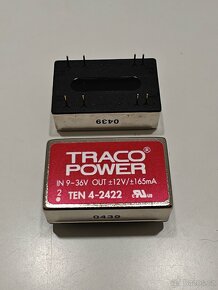 0439
TRACO
POWER®
IN 9-36V OUT ±12V/±165mA
TEN 4-2422
0439